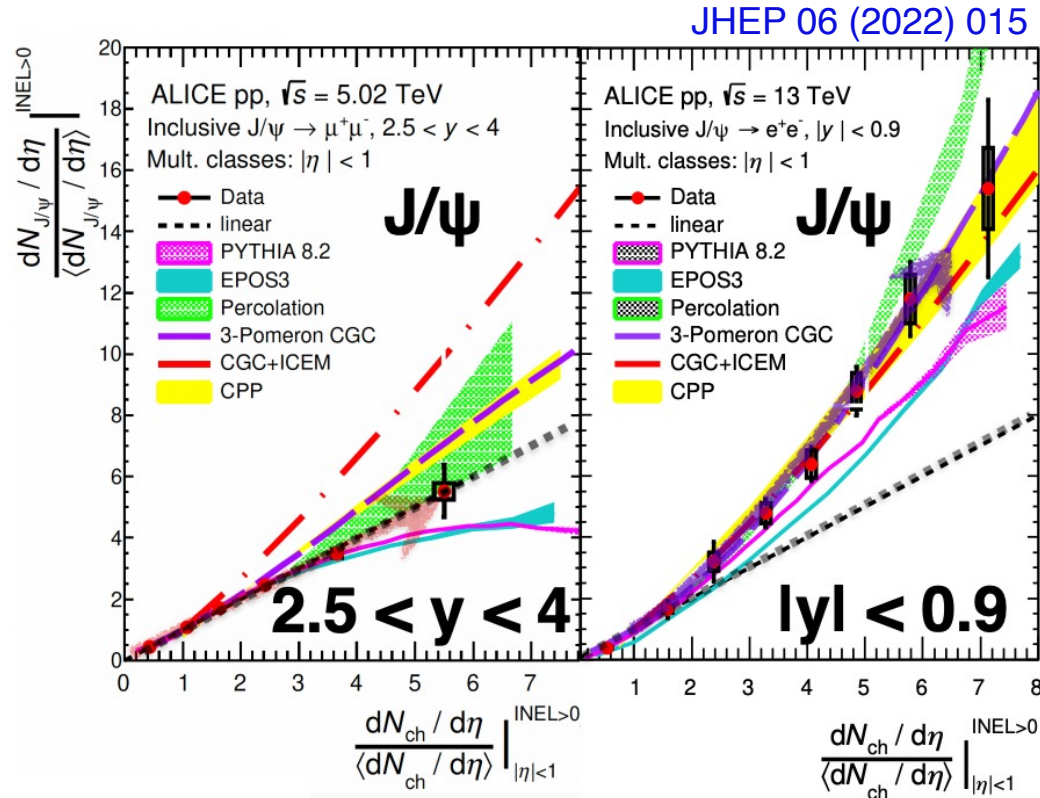 JHEP 06 (2022) 015
dN_J/ψ / dη / ⟨dN_J/ψ / dη⟩ |^INEL>0
20
18
16
14
12
10
8
6
4
2
0
ALICE pp, √s = 5.02 TeV
Inclusive J/ψ → μ⁺μ⁻, 2.5 < y < 4
Mult. classes: |η| < 1
Data
linear
PYTHIA 8.2
EPOS3
Percolation
3-Pomeron CGC
CGC+ICEM
CPP
J/ψ
2.5 < y < 4
0 1 2 3 4 5 6 7
dN_ch / dη / ⟨dN_ch / dη⟩ |^INEL>0 _|η|<1
ALICE pp, √s = 13 TeV
Inclusive J/ψ → e⁺e⁻, |y| < 0.9
Mult. classes: |η| < 1
Data
linear
PYTHIA 8.2
EPOS3
Percolation
3-Pomeron CGC
CGC+ICEM
CPP
J/ψ
|y| < 0.9
1 2 3 4 5 6 7 8
dN_ch / dη / ⟨dN_ch / dη⟩ |^INEL>0 _|η|<1